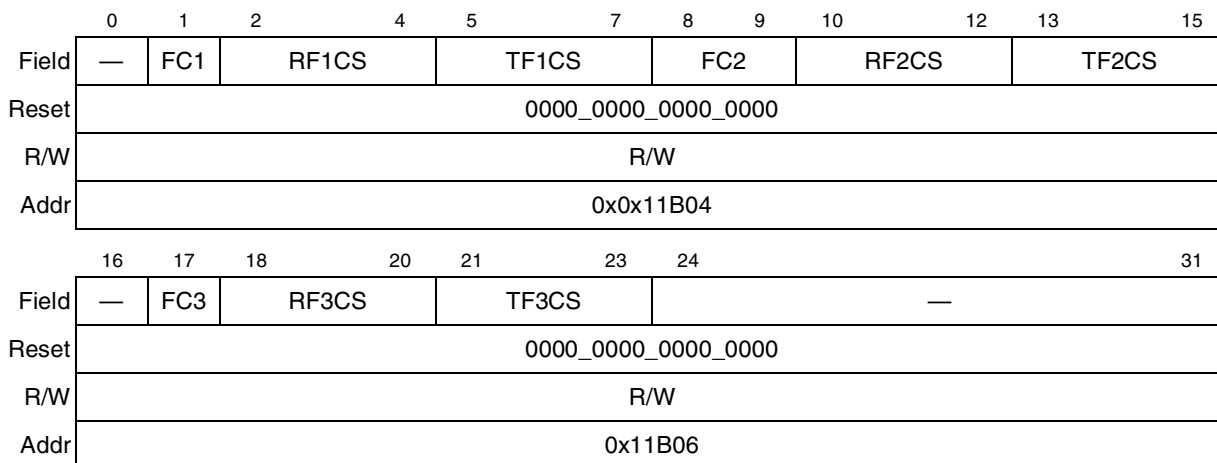 0 1 2 4 5 7 8 9 10 12 13 15
Field — FC1 RF1CS TF1CS FC2 RF2CS TF2CS
Reset 0000_0000_0000_0000
R/W R/W
Addr 0x0x11B04
16 17 18 20 21 23 24 31
Field — FC3 RF3CS TF3CS —
Reset 0000_0000_0000_0000
R/W R/W
Addr 0x11B06